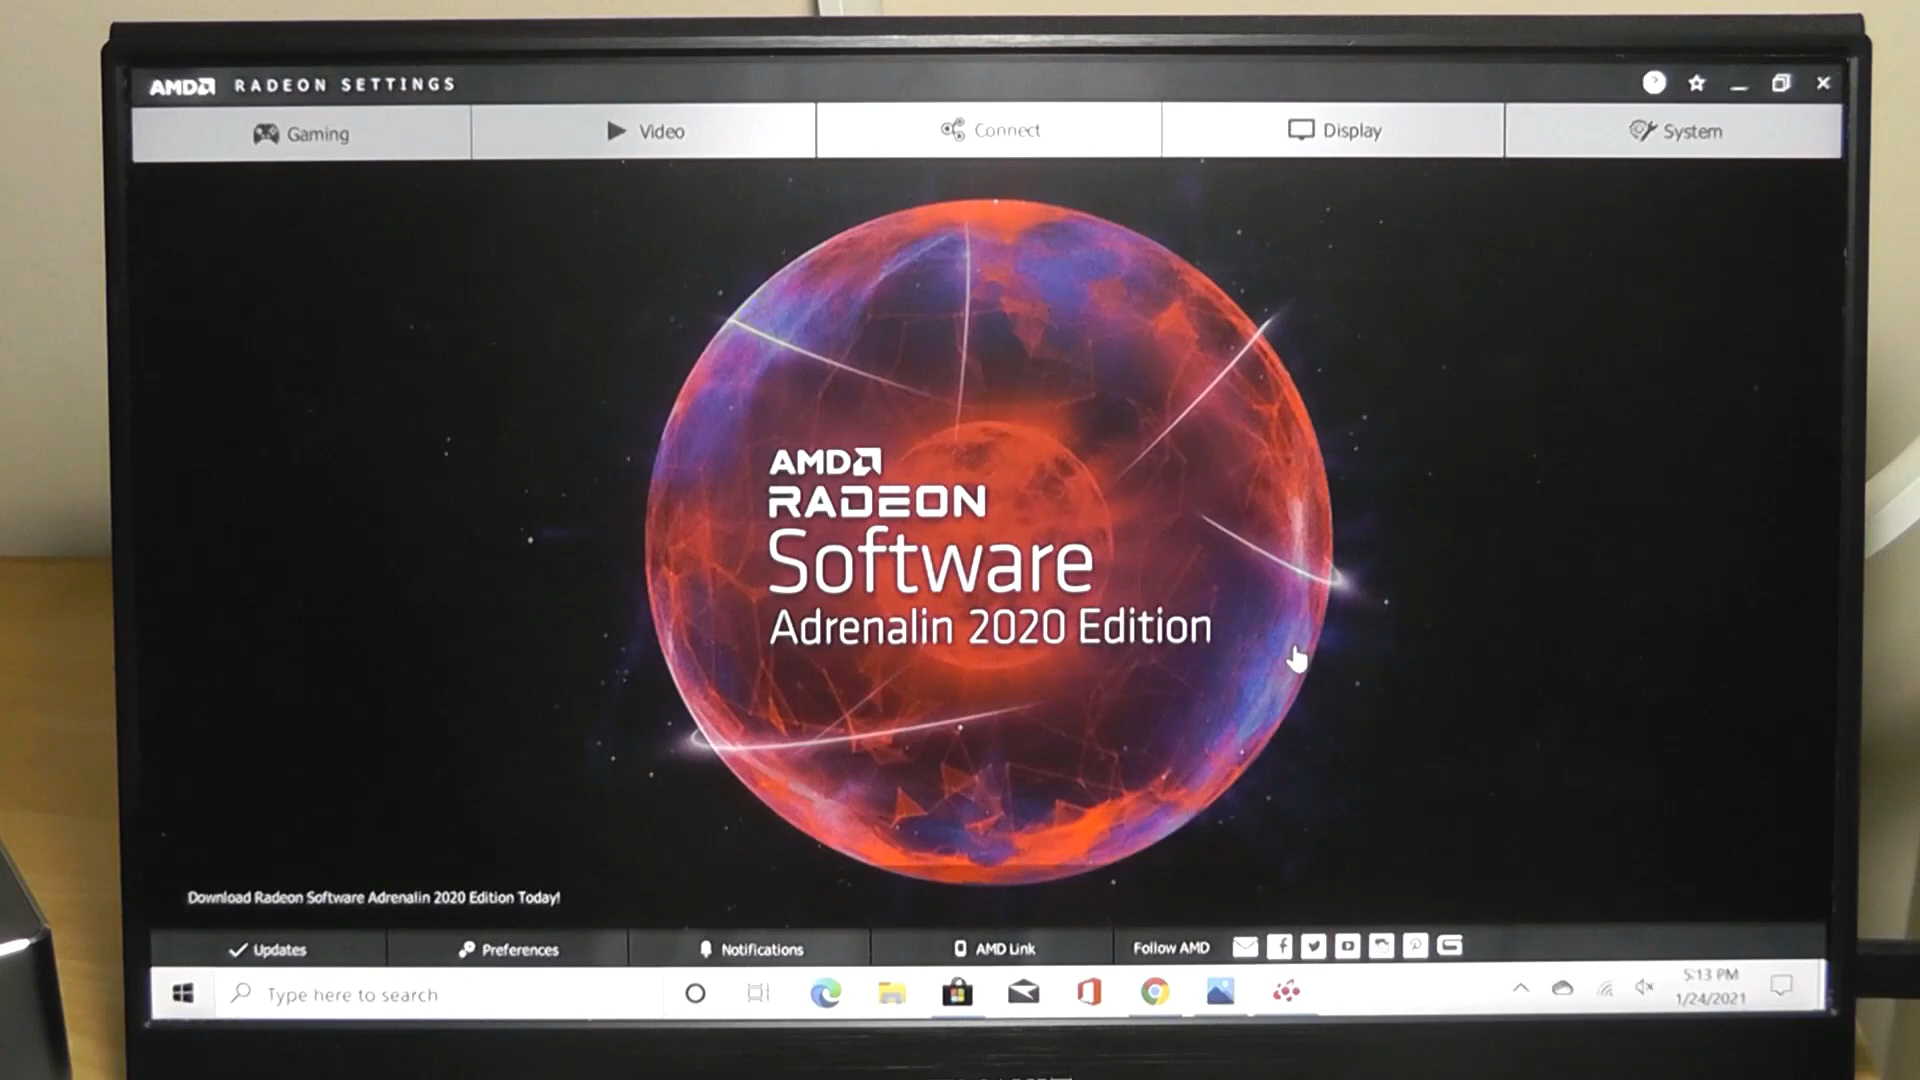 AMD RADEON SETTINGS
Gaming
Video
Connect
Display
System
AMD
RADEON
Software
Adrenalin 2020 Edition
Download Radeon Software Adrenalin 2020 Edition Today!
Updates
Preferences
Notifications
AMD Link
Follow AMD
Type here to search
5:13 PM
1/24/2021